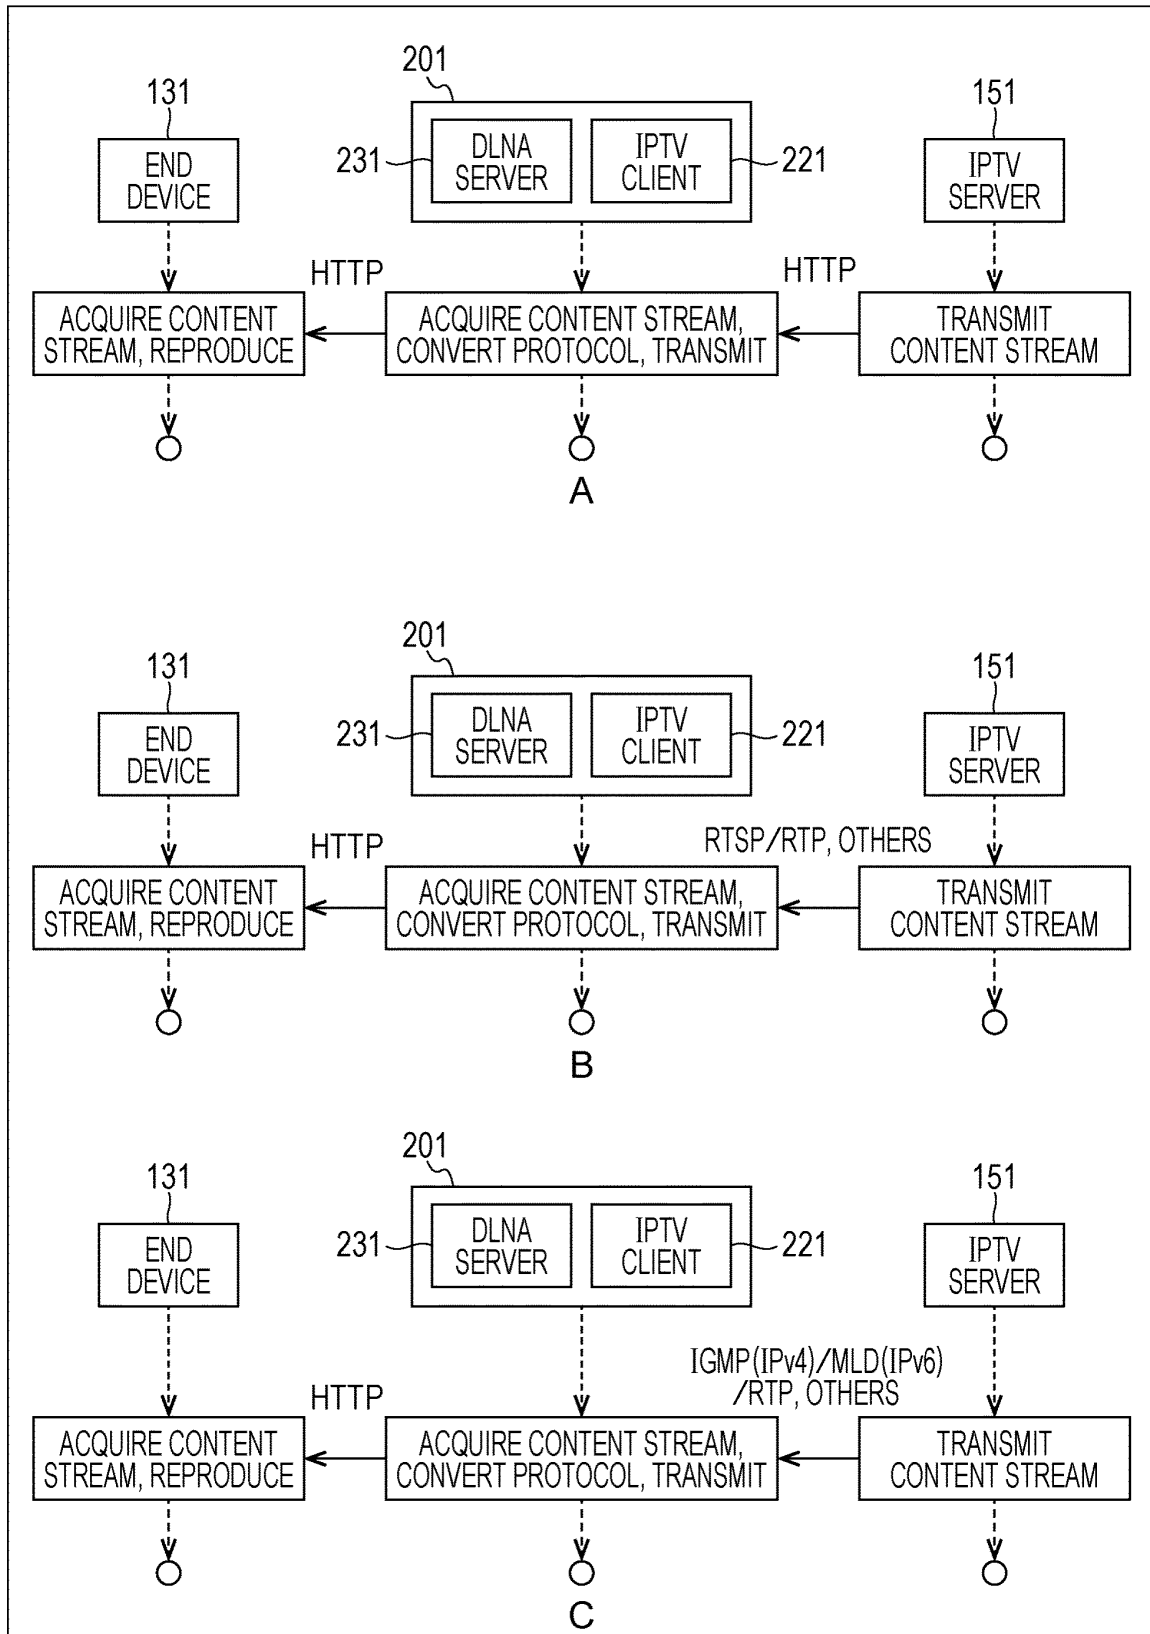 201
131
151
231
DLNA
SERVER
IPTV
CLIENT
221
END
DEVICE
IPTV
SERVER
HTTP
HTTP
ACQUIRE CONTENT
STREAM, REPRODUCE
ACQUIRE CONTENT STREAM,
CONVERT PROTOCOL, TRANSMIT
TRANSMIT
CONTENT STREAM
A
201
131
151
231
DLNA
SERVER
IPTV
CLIENT
221
END
DEVICE
IPTV
SERVER
HTTP
RTSP/RTP, OTHERS
ACQUIRE CONTENT
STREAM, REPRODUCE
ACQUIRE CONTENT STREAM,
CONVERT PROTOCOL, TRANSMIT
TRANSMIT
CONTENT STREAM
B
201
131
151
231
DLNA
SERVER
IPTV
CLIENT
221
END
DEVICE
IPTV
SERVER
HTTP
IGMP(IPv4)/MLD(IPv6)
/RTP, OTHERS
ACQUIRE CONTENT
STREAM, REPRODUCE
ACQUIRE CONTENT STREAM,
CONVERT PROTOCOL, TRANSMIT
TRANSMIT
CONTENT STREAM
C